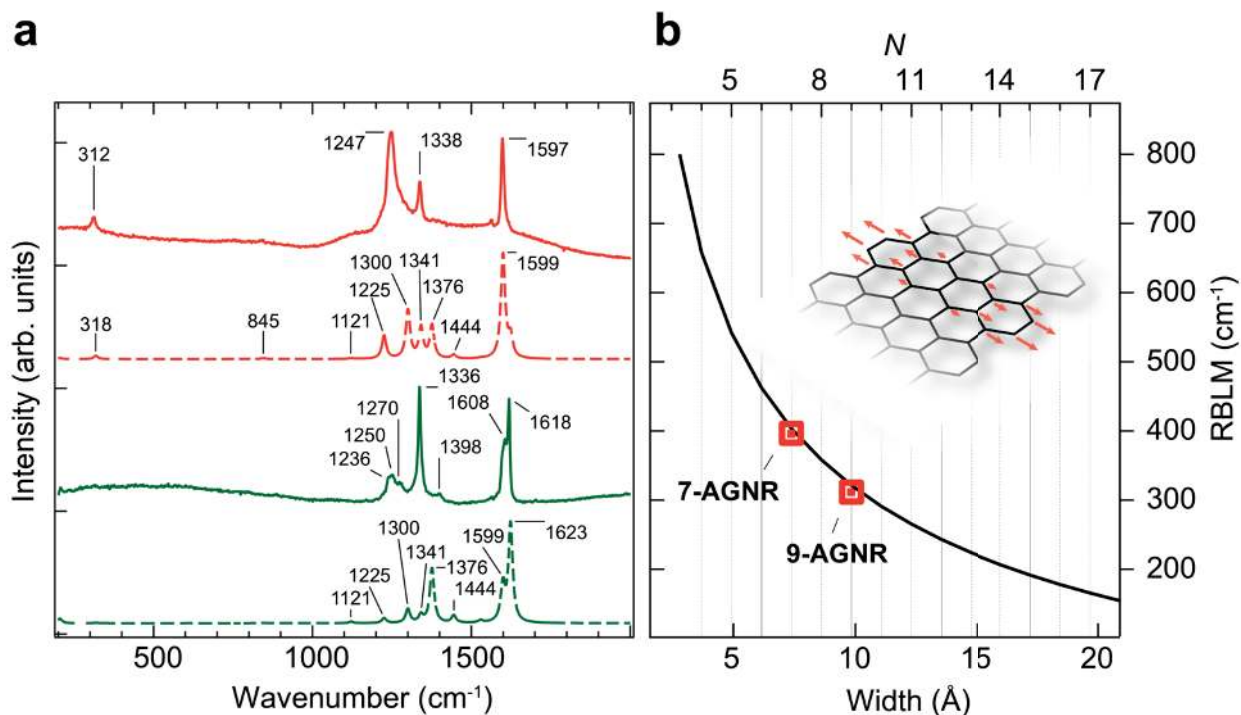 a
b
N
5 8 11 14 17
312
1247
1338
1597
318
845
1121
1225
1300
1341
1376
1444
1599
1236
1250
1270
1336
1398
1608
1618
1121
1225
1300
1341
1376
1444
1599
1623
Intensity (arb. units)
500 1000 1500
Wavenumber (cm-1)
7-AGNR
9-AGNR
800
700
600
500
400
300
200
RBLM (cm-1)
5 10 15 20
Width (Å)